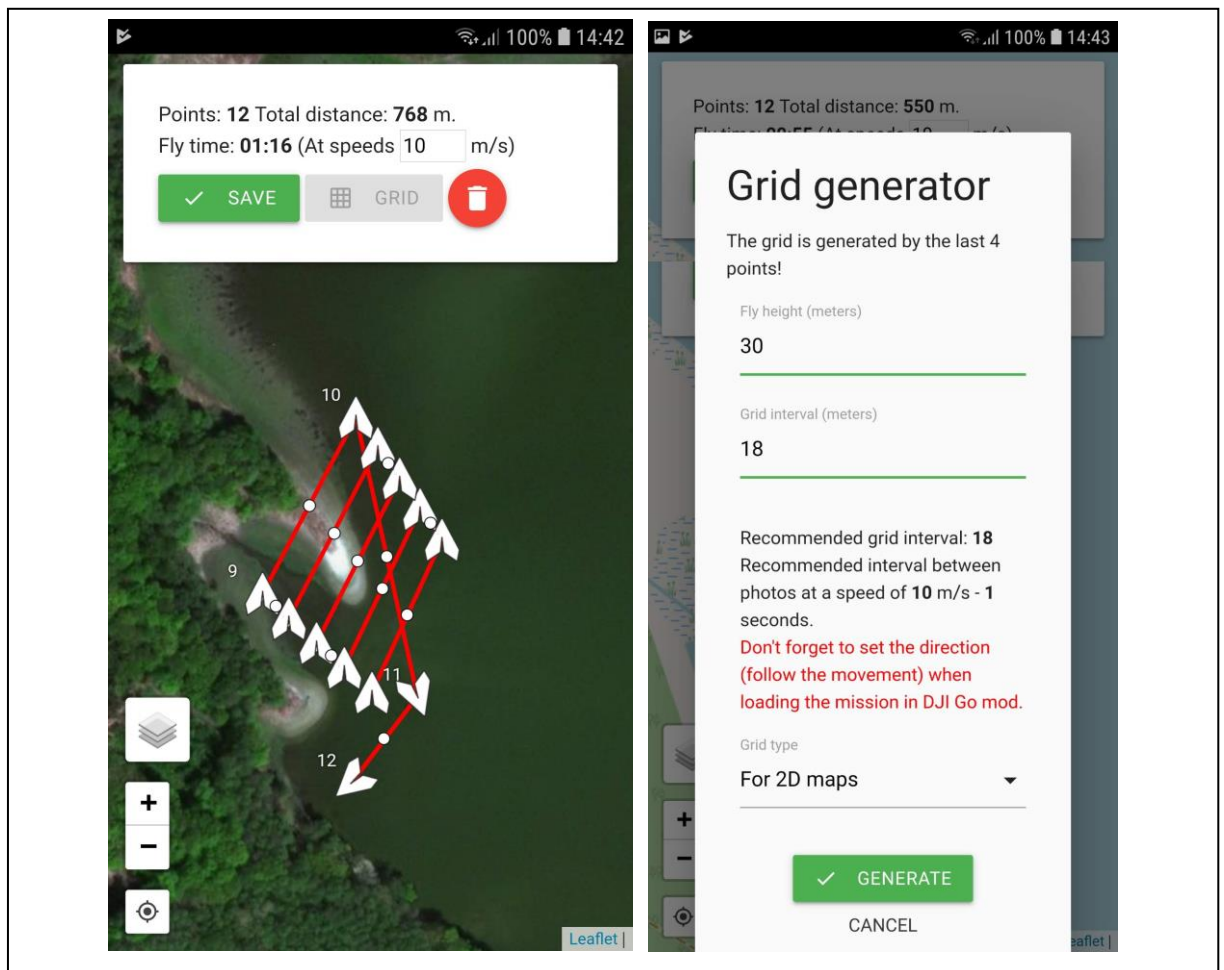 100% 14:42
Points: 12 Total distance: 768 m.
Fly time: 01:16 (At speeds 10 m/s)
SAVE GRID
10
9
11
12
+
−
Leaflet |
100% 14:43
Points: 12 Total distance: 550 m.
Grid generator
The grid is generated by the last 4
points!
Fly height (meters)
30
Grid interval (meters)
18
Recommended grid interval: 18
Recommended interval between
photos at a speed of 10 m/s - 1
seconds.
Don't forget to set the direction
(follow the movement) when
loading the mission in DJI Go mod.
Grid type
For 2D maps
+
−
GENERATE
CANCEL
eaflet |